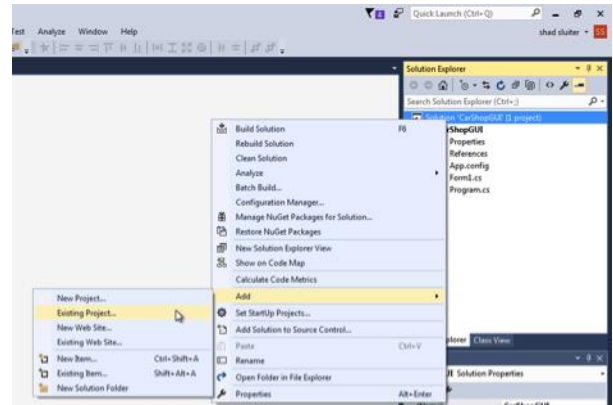 Quick Launch (Ctrl+Q)
Test Analyze Window Help
shad sluiter
SS
Solution Explorer
Search Solution Explorer (Ctrl+;)
Solution 'CarShopGUI' (1 project)
CarShopGUI
Properties
References
App.config
Form1.cs
Program.cs
Build Solution F6
Rebuild Solution
Clean Solution
Analyze
Batch Build...
Configuration Manager...
Manage NuGet Packages for Solution...
Restore NuGet Packages
New Solution Explorer View
Show on Code Map
Calculate Code Metrics
Add
Set StartUp Projects...
Add Solution to Source Control...
Paste Ctrl+V
Rename
Open Folder in File Explorer
Properties Alt+Enter
New Project...
Existing Project...
New Web Site...
Existing Web Site...
New Item... Ctrl+Shift+A
Existing Item... Shift+Alt+A
New Solution Folder
Class View
Solution Properties